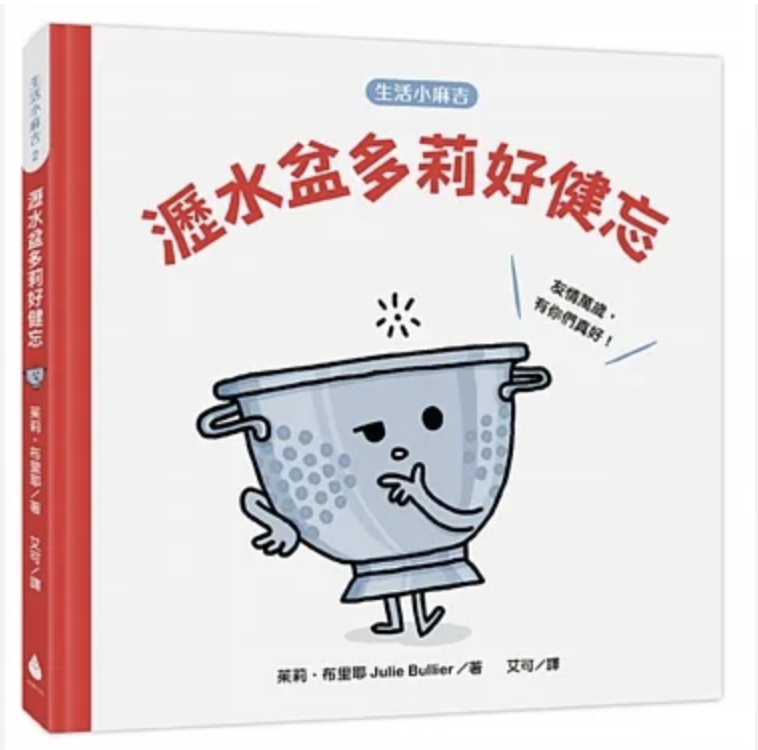 生活小麻吉
瀝水盆多莉好健忘
友情萬歲，
有你們真好！
茱莉・布里耶 Julie Bullier／著　艾可／譯
生活小麻吉 2
瀝水盆多莉好健忘
茱莉・布里耶／著　艾可／譯